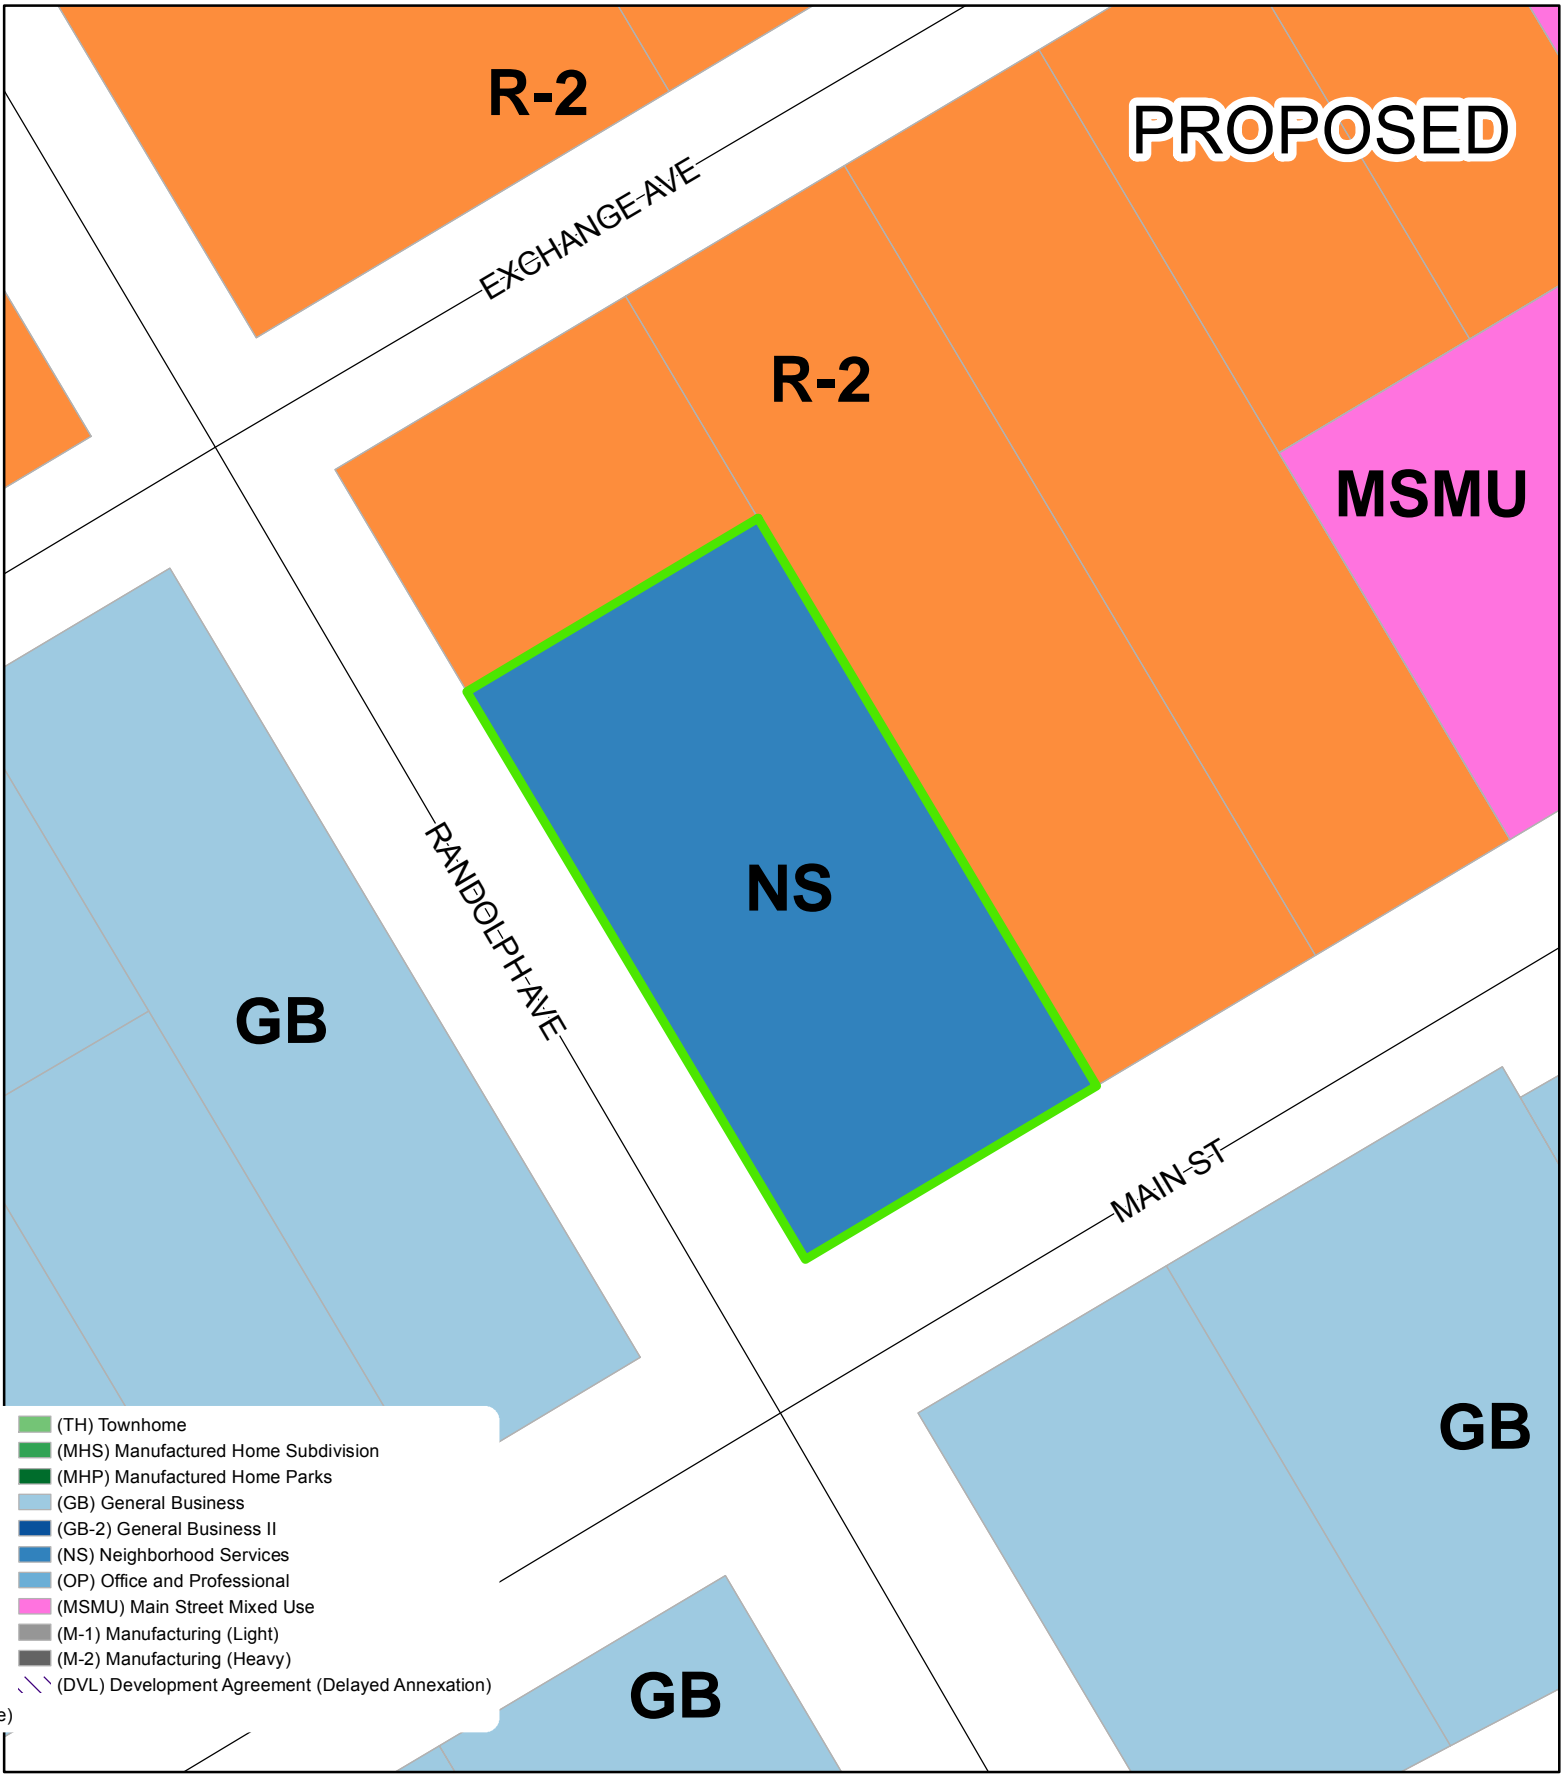 R-2
PROPOSED
EXCHANGE AVE
R-2
MSMU
NS
RANDOLPH AVE
GB
MAIN ST
GB
GB
(TH) Townhome
(MHS) Manufactured Home Subdivision
(MHP) Manufactured Home Parks
(GB) General Business
(GB-2) General Business II
(NS) Neighborhood Services
(OP) Office and Professional
(MSMU) Main Street Mixed Use
(M-1) Manufacturing (Light)
(M-2) Manufacturing (Heavy)
(DVL) Development Agreement (Delayed Annexation)
e)